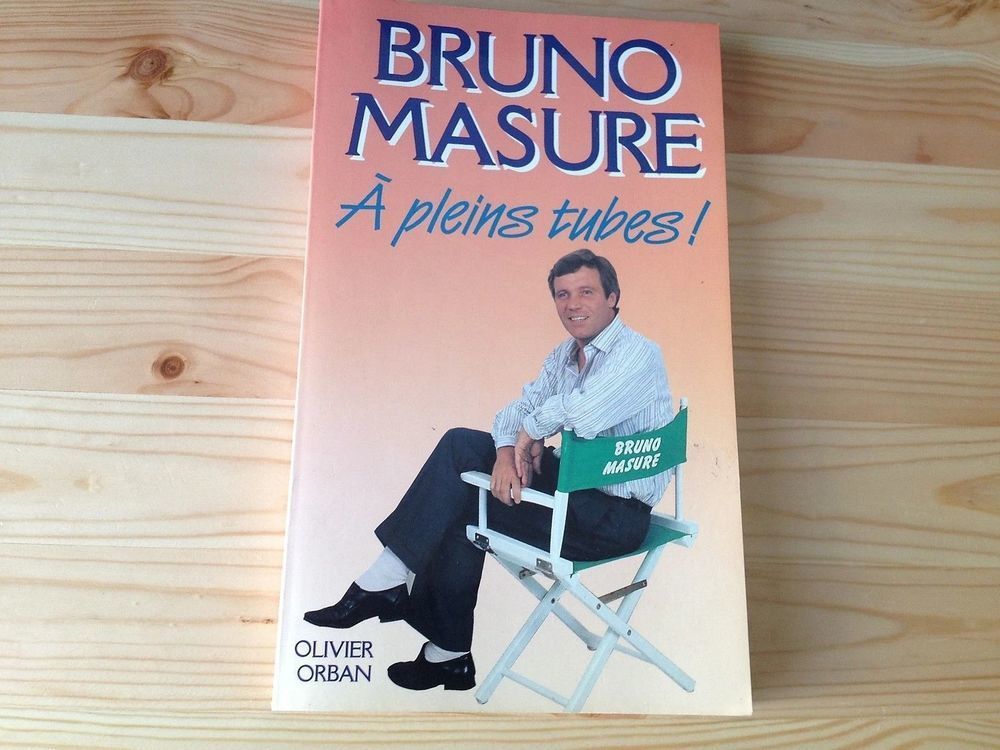 BRUNO
MASURE
À pleins tubes !
BRUNO
MASURE
OLIVIER
ORBAN